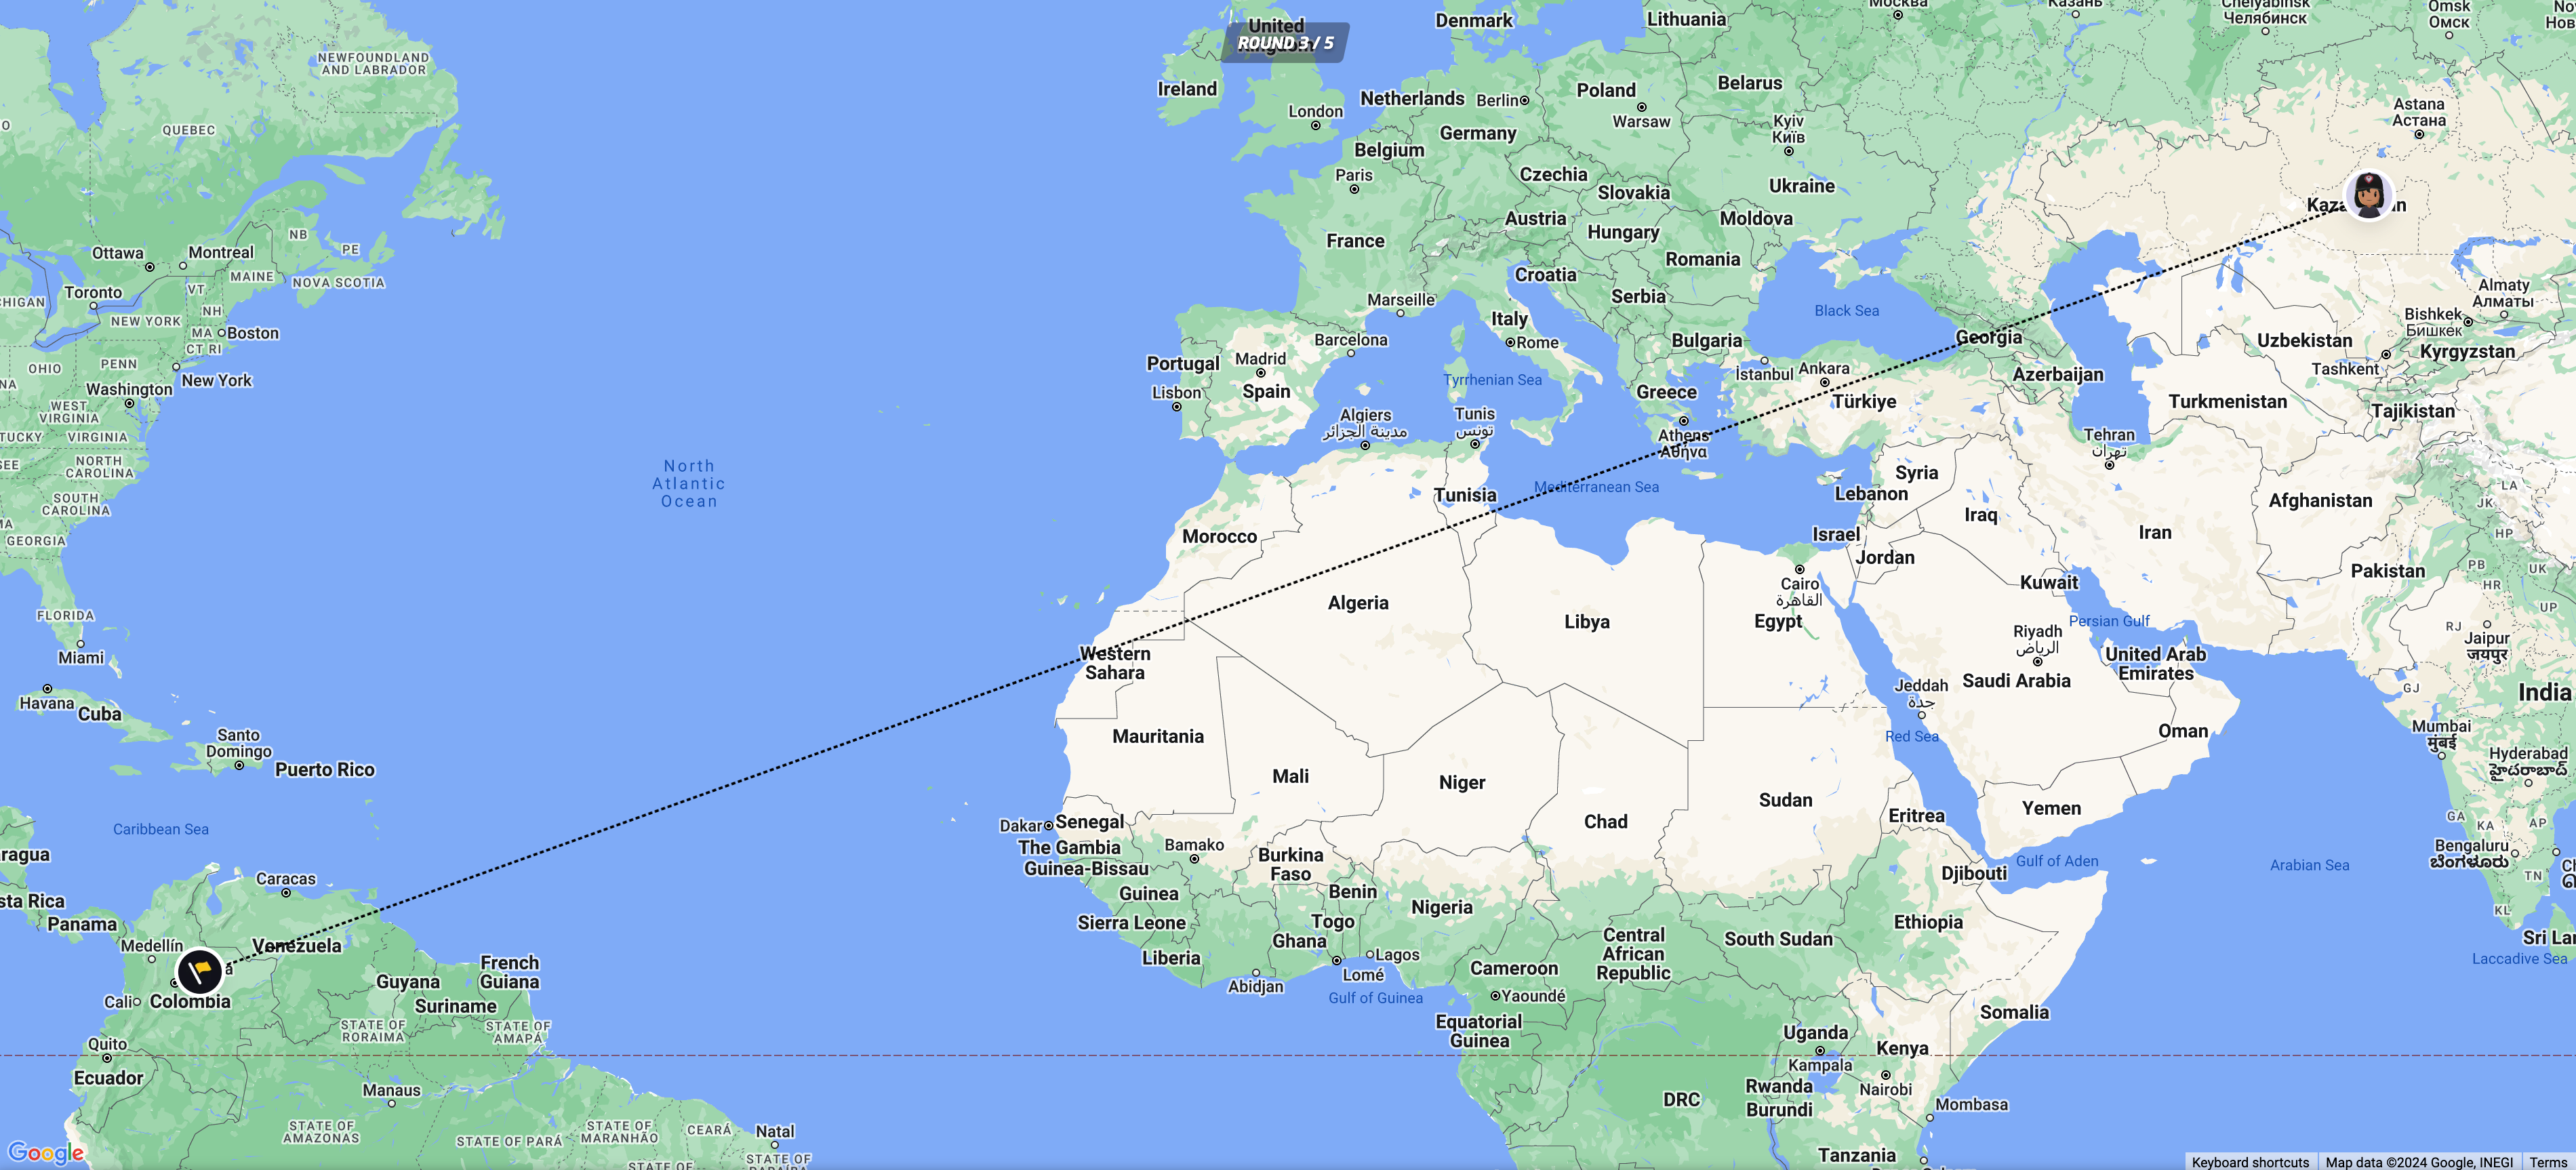 ROUND 3 / 5
United
Ireland
London
Denmark
Lithuania
Москва
Казань
Chelyabinsk
Челябинск
Omsk
Омск
Netherlands
Berlin
Poland
Warsaw
Belarus
Germany
Belgium
Kyiv
Київ
Astana
Астана
Paris
Czechia
Slovakia
Ukraine
Austria
Hungary
Moldova
France
Romania
Croatia
Serbia
Marseille
Italy
Rome
Black Sea
Bulgaria
Georgia
Barcelona
Portugal
Madrid
Spain
Lisbon
Tyrrhenian Sea
İstanbul
Ankara
Türkiye
Greece
Athens
Αθήνα
Azerbaijan
Uzbekistan
Almaty
Алматы
Bishkek
Бишкек
Kyrgyzstan
Tashkent
Turkmenistan
Tajikistan
Algiers
مدينة الجزائر
Tunis
تونس
Tehran
تهران
Tunisia
Mediterranean Sea
Syria
Lebanon
Iraq
Israel
Jordan
Iran
Afghanistan
Morocco
Cairo
القاهرة
Egypt
Kuwait
Pakistan
LA
JK
HP
PB
HR
UK
UP
RJ
Jaipur
जयपुर
Algeria
Libya
Riyadh
الرياض
Persian Gulf
United Arab
Emirates
Western
Sahara
Jeddah
جدة
Saudi Arabia
GJ
India
Mauritania
Red Sea
Oman
Mumbai
मुंबई
Hyderabad
హైదరాబాద్
Mali
Niger
Chad
Sudan
Eritrea
Yemen
Dakar
Senegal
The Gambia
Guinea-Bissau
Bamako
Burkina
Faso
Gulf of Aden
Arabian Sea
GA
KA
AP
Bengaluru
ಬೆಂಗಳೂರು
TN
KL
Djibouti
Guinea
Benin
Sierra Leone
Togo
Nigeria
Ghana
Liberia
Lagos
Lomé
Abidjan
Gulf of Guinea
Cameroon
Yaoundé
Central
African
Republic
South Sudan
Ethiopia
Laccadive Sea
Equatorial
Guinea
Somalia
Uganda
Kampala
Kenya
Nairobi
Rwanda
Burundi
DRC
Mombasa
Tanzania
NEWFOUNDLAND
AND LABRADOR
QUEBEC
Ottawa
Montreal
NB
PE
MAINE
NOVA SCOTIA
Toronto
VT
NH
NEW YORK
MA
Boston
CT RI
PENN
OHIO
New York
Washington
WEST
VIRGINIA
VIRGINIA
NORTH
CAROLINA
SOUTH
CAROLINA
GEORGIA
FLORIDA
Miami
North
Atlantic
Ocean
Havana
Cuba
Santo
Domingo
Puerto Rico
Caribbean Sea
Caracas
Panama
Medellín
Venezuela
Cali
Colombia
Guyana
French
Guiana
Suriname
STATE OF
RORAIMA
STATE OF
AMAPÁ
Quito
Ecuador
Manaus
STATE OF
AMAZONAS
STATE OF PARÁ
STATE OF
MARANHÃO
CEARÁ
Natal
STATE OF
STATE OF
Google
Keyboard shortcuts
Map data ©2024 Google, INEGI
Terms